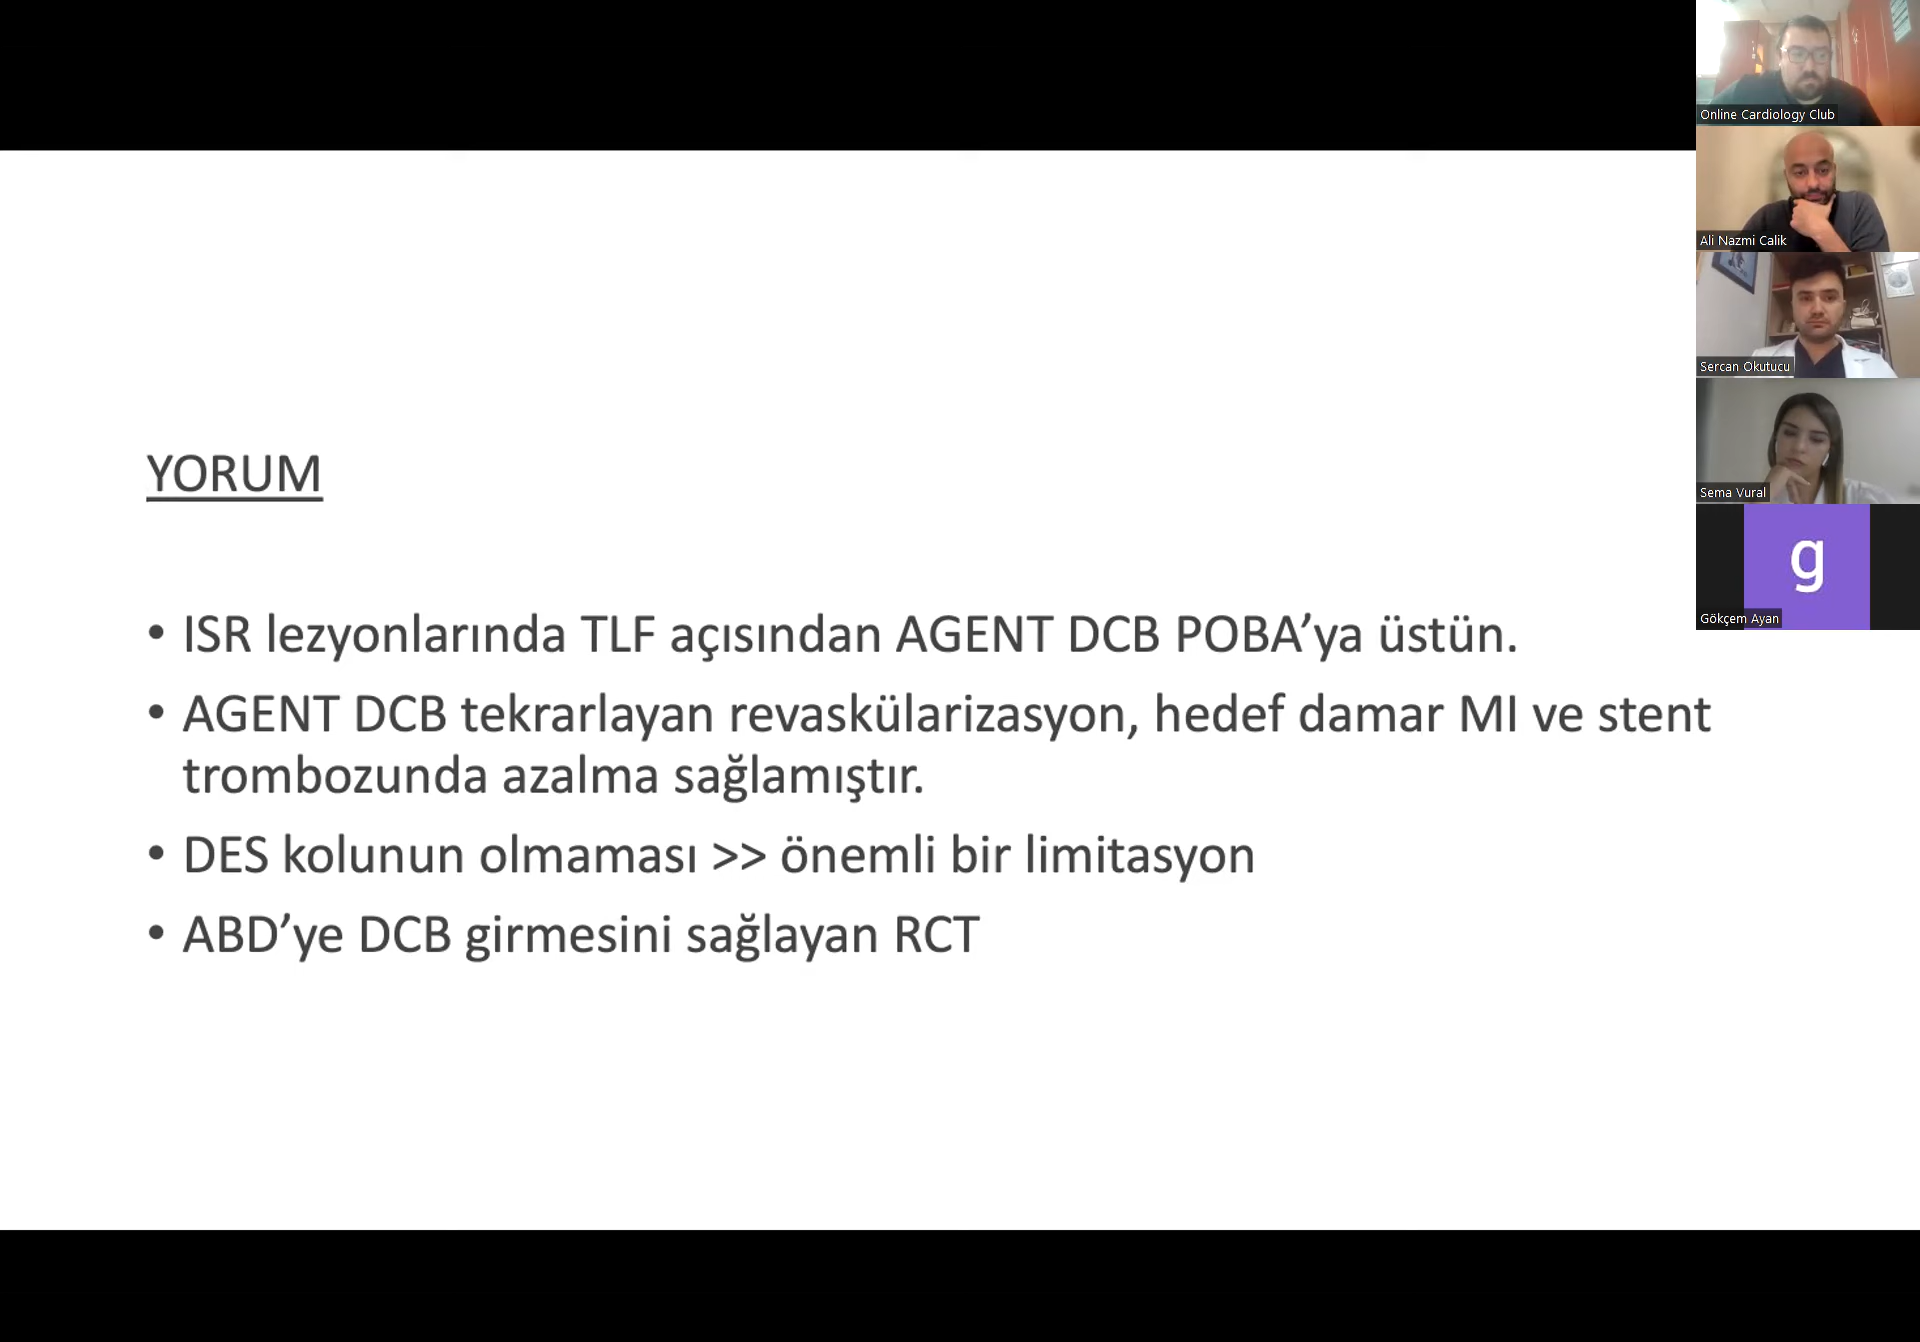 YORUM
• ISR lezyonlarında TLF açısından AGENT DCB POBA’ya üstün.
• AGENT DCB tekrarlayan revaskülarizasyon, hedef damar MI ve stent
trombozunda azalma sağlamıştır.
• DES kolunun olmaması >> önemli bir limitasyon
• ABD’ye DCB girmesini sağlayan RCT
Online Cardiology Club
Ali Nazmi Calik
Sercan Okutucu
Sema Vural
g
Gökçem Ayan